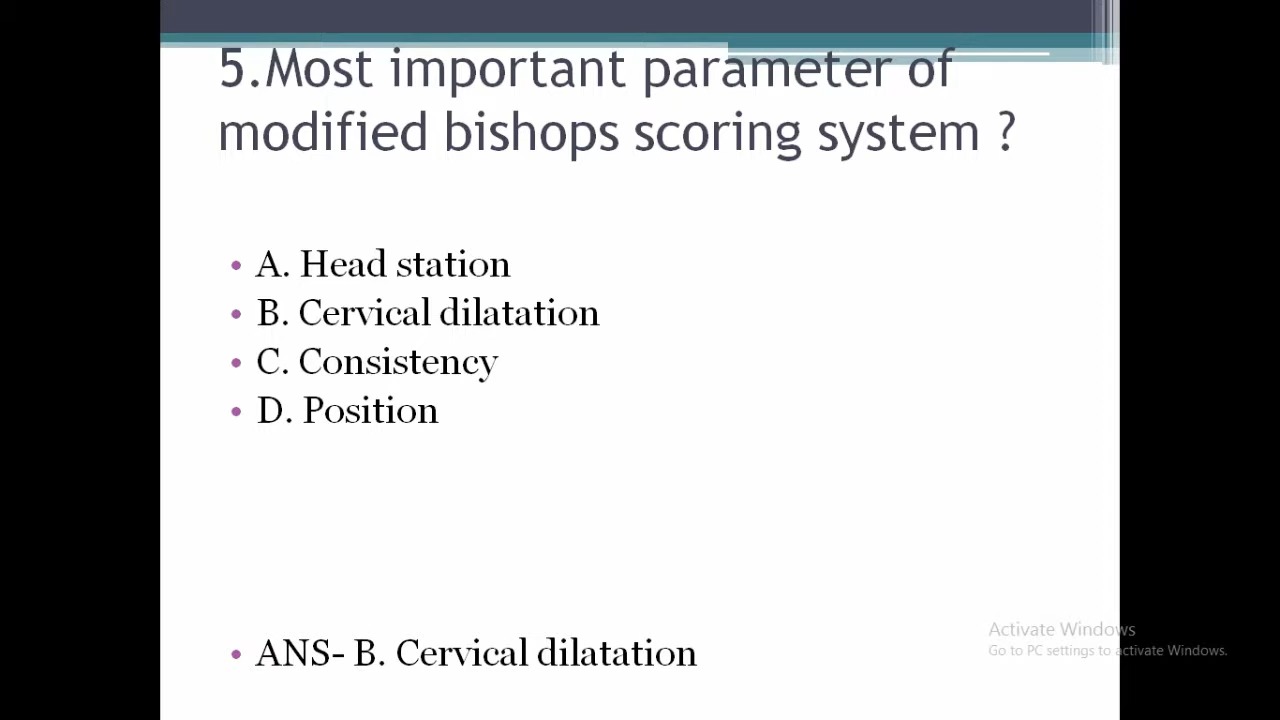 5.Most important parameter of
modified bishops scoring system ?
• A. Head station
• B. Cervical dilatation
• C. Consistency
• D. Position
• ANS- B. Cervical dilatation
Activate Windows
Go to PC settings to activate Windows.